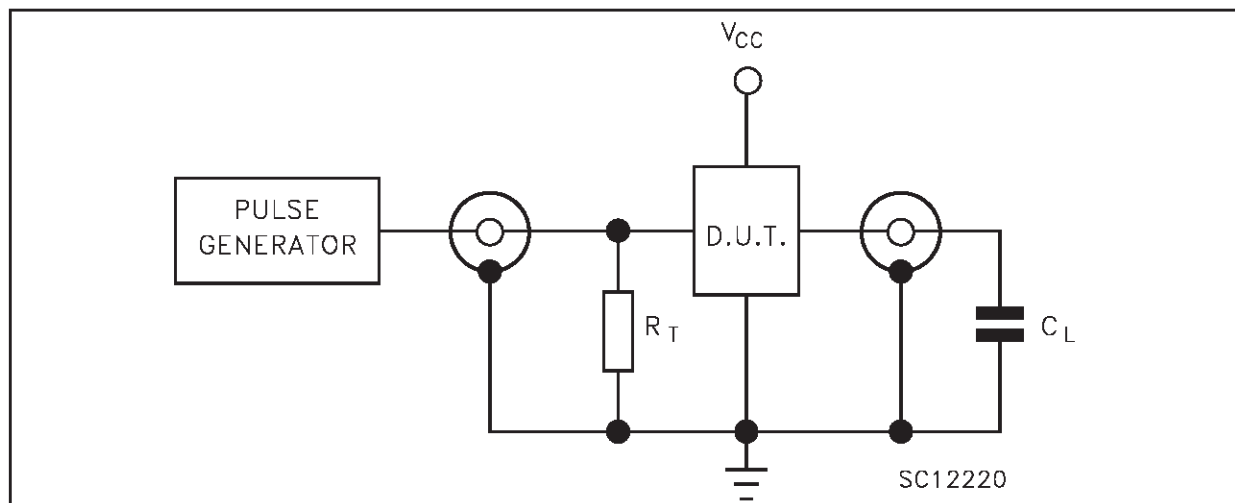 VCC
PULSE
GENERATOR
D.U.T.
RT
CL
SC12220